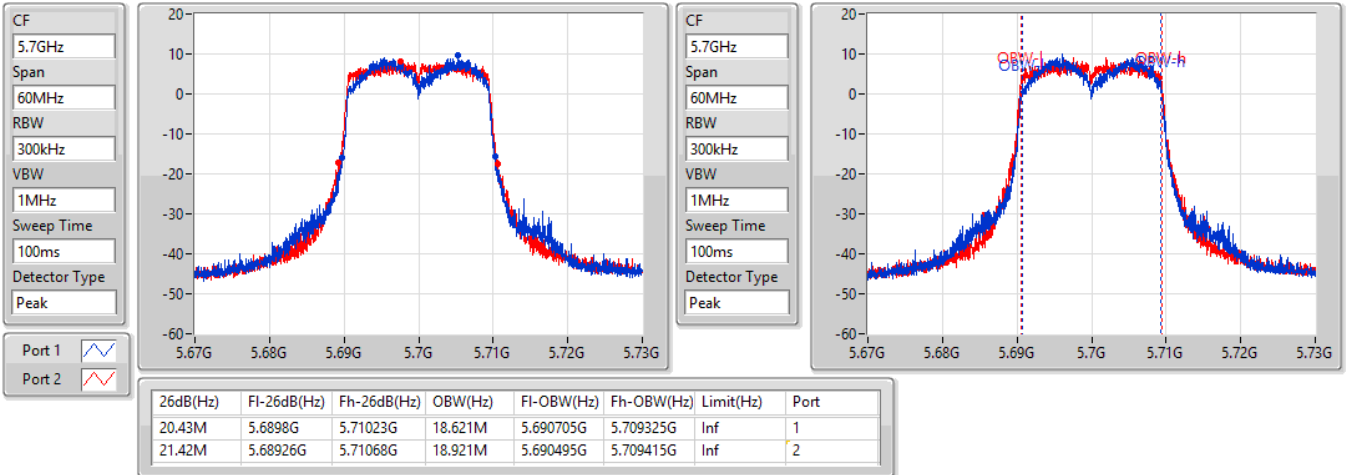 CF
5.7GHz
Span
60MHz
RBW
300kHz
VBW
1MHz
Sweep Time
100ms
Detector Type
Peak
Port 1
Port 2
20
10
0
-10
-20
-30
-40
-50
-60
5.67G 5.68G 5.69G 5.7G 5.71G 5.72G 5.73G
CF
5.7GHz
Span
60MHz
RBW
300kHz
VBW
1MHz
Sweep Time
100ms
Detector Type
Peak
20
10
0
-10
-20
-30
-40
-50
-60
OBW-h
5.67G 5.68G 5.69G 5.7G 5.71G 5.72G 5.73G
26dB(Hz) Fl-26dB(Hz) Fh-26dB(Hz) OBW(Hz) Fl-OBW(Hz) Fh-OBW(Hz) Limit(Hz) Port
20.43M 5.6898G 5.71023G 18.621M 5.690705G 5.709325G Inf 1
21.42M 5.68926G 5.71068G 18.921M 5.690495G 5.709415G Inf 2